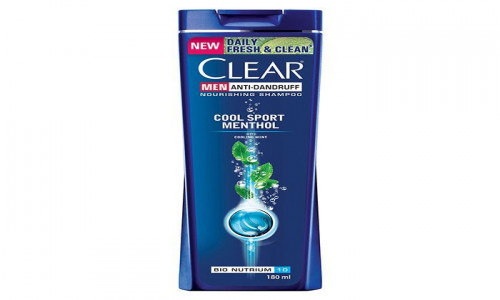 NEW DAILY
FRESH & CLEAN*
CLEAR
MEN ANTI-DANDRUFF
NOURISHING SHAMPOO
COOL SPORT
MENTHOL
COOLING MINT
BIO NUTRIUM 10
180 ml